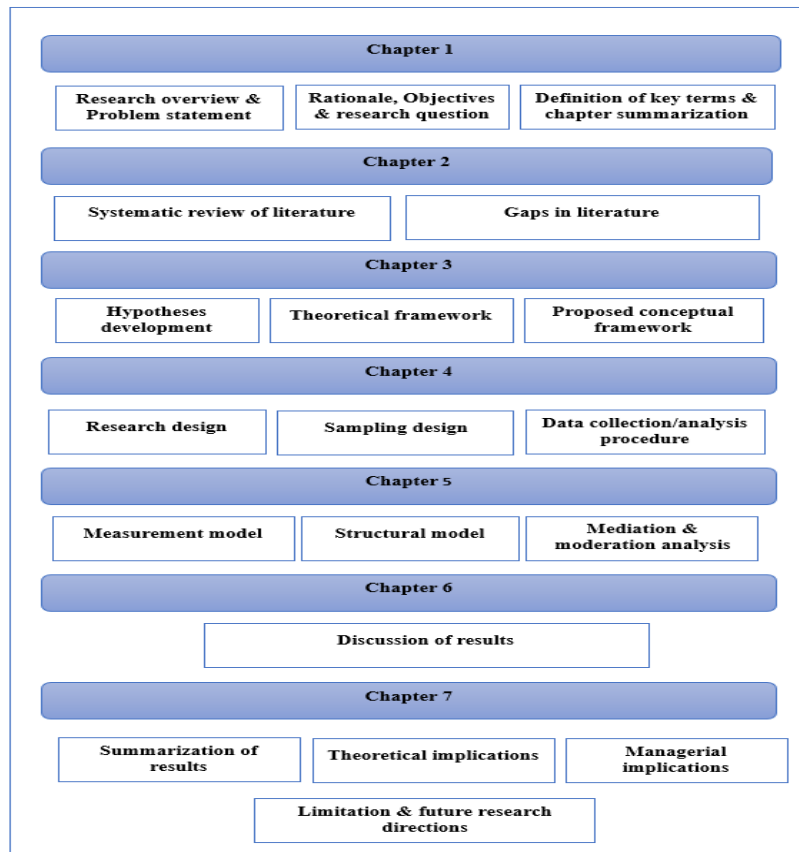 Chapter 1
Research overview &
Problem statement
Rationale, Objectives
& research question
Definition of key terms &
chapter summarization
Chapter 2
Systematic review of literature
Gaps in literature
Chapter 3
Hypotheses
development
Theoretical framework
Proposed conceptual
framework
Chapter 4
Research design
Sampling design
Data collection/analysis
procedure
Chapter 5
Measurement model
Structural model
Mediation &
moderation analysis
Chapter 6
Discussion of results
Chapter 7
Summarization of
results
Theoretical implications
Managerial
implications
Limitation & future research
directions